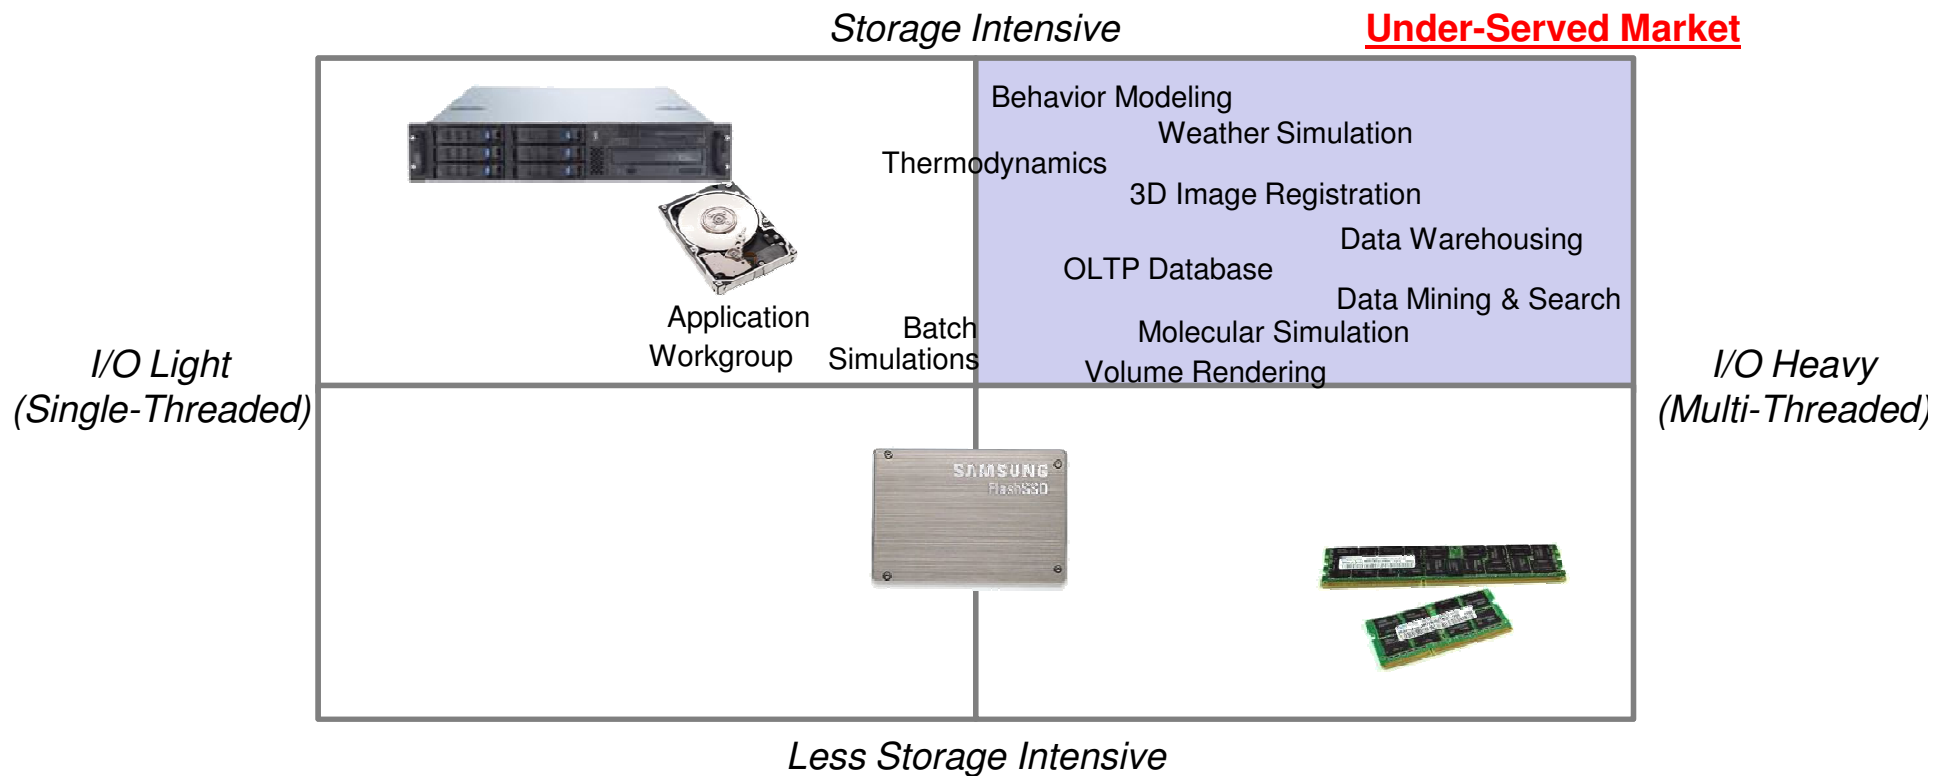 Storage Intensive
Under-Served Market
Behavior Modeling
Weather Simulation
Thermodynamics
3D Image Registration
Data Warehousing
OLTP Database
Data Mining & Search
Application
Workgroup
Batch
Simulations
Molecular Simulation
Volume Rendering
I/O Light
(Single-Threaded)
I/O Heavy
(Multi-Threaded)
SAMSUNG
FlashSSD
Less Storage Intensive